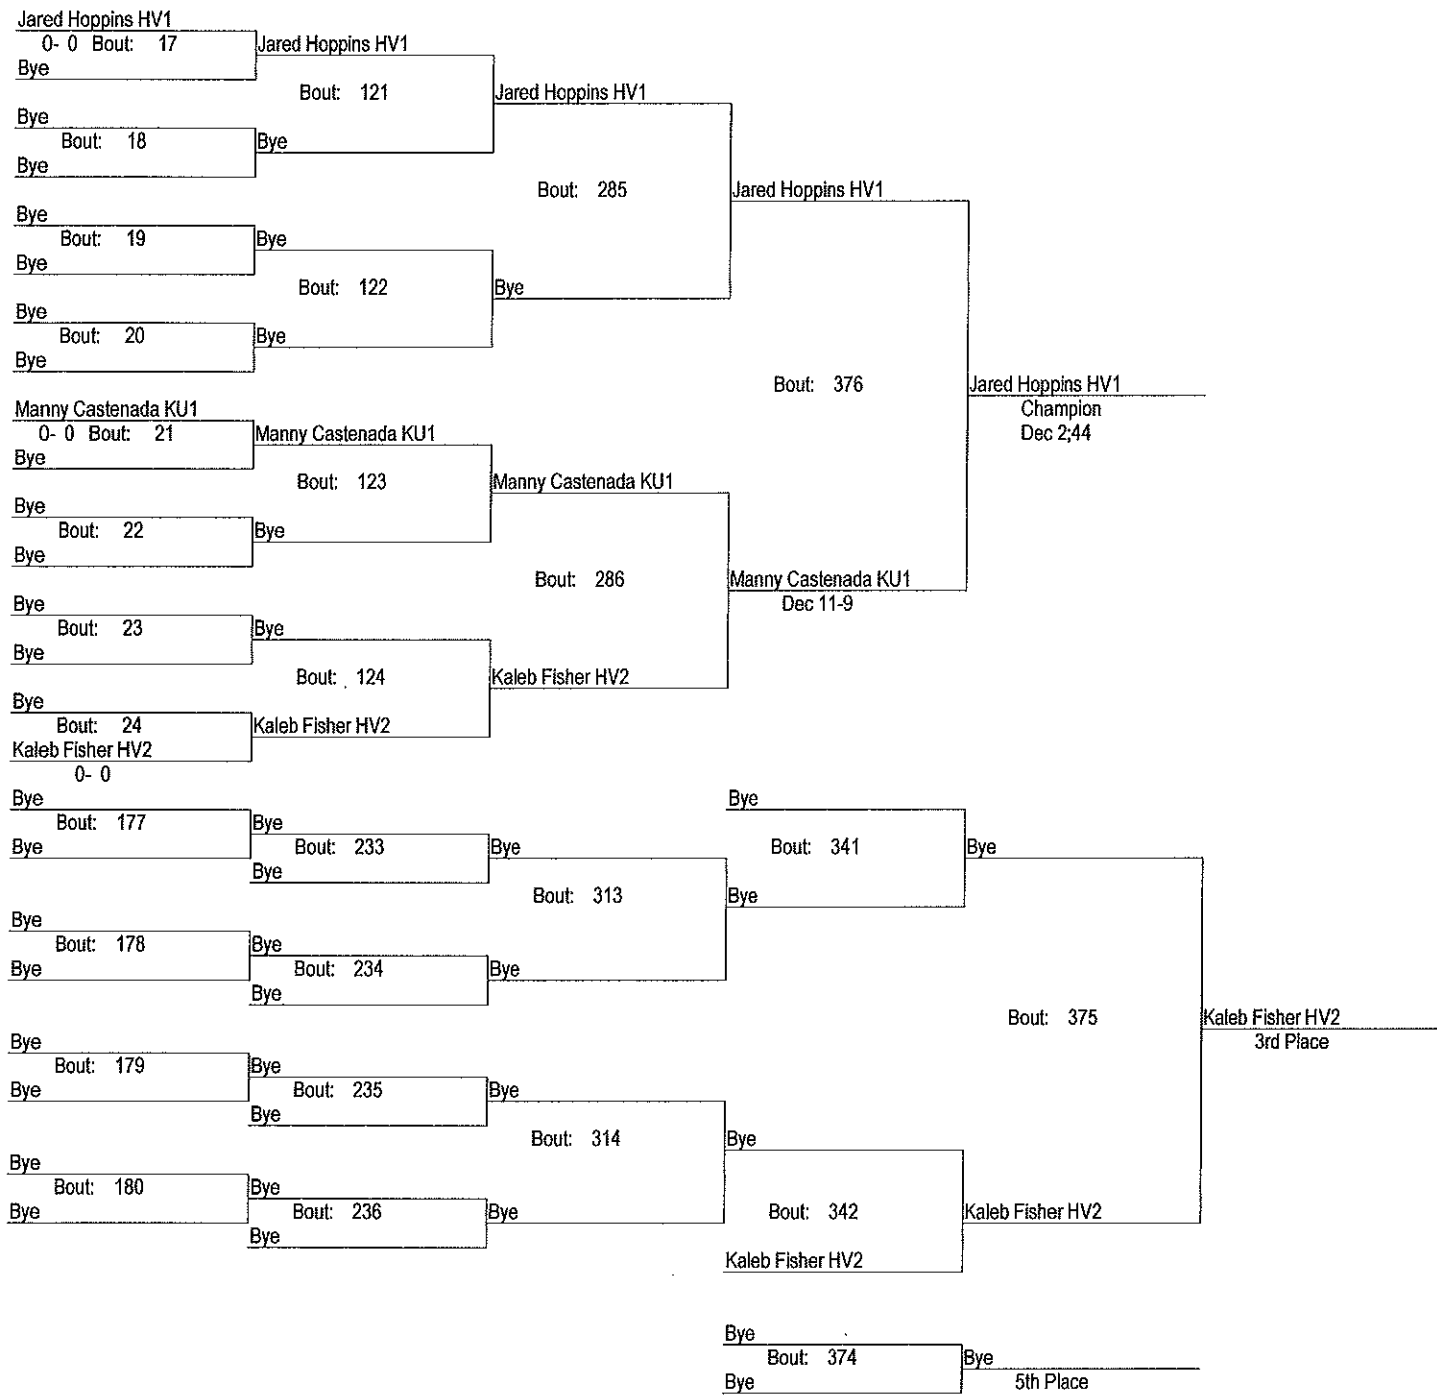 Jared Hoppins HV1
0- 0 Bout: 17
Bye
Bye
Bout: 18
Bye
Bye
Bout: 19
Bye
Bye
Bout: 20
Bye
Manny Castenada KU1
0- 0 Bout: 21
Bye
Bye
Bout: 22
Bye
Bye
Bout: 23
Bye
Bye
Bout: 24
Kaleb Fisher HV2
0- 0
Jared Hoppins HV1
Bout: 121
Bye
Bye
Bout: 122
Bye
Manny Castenada KU1
Bout: 123
Bye
Bye
Bout: 124
Kaleb Fisher HV2
Jared Hoppins HV1
Bout: 285
Bye
Manny Castenada KU1
Bout: 286
Kaleb Fisher HV2
Jared Hoppins HV1
Bout: 376
Manny Castenada KU1
Dec 11-9
Jared Hoppins HV1
Champion
Dec 2;44
Bye
Bout: 177
Bye
Bye
Bout: 178
Bye
Bye
Bout: 179
Bye
Bye
Bout: 180
Bye
Bye
Bout: 233
Bye
Bye
Bout: 234
Bye
Bye
Bout: 235
Bye
Bye
Bout: 236
Bye
Bye
Bout: 313
Bye
Bye
Bout: 314
Bye
Bye
Bout: 341
Bye
Bye
Bout: 342
Kaleb Fisher HV2
Bye
Bout: 375
Kaleb Fisher HV2
Kaleb Fisher HV2
3rd Place
Bye
Bout: 374
Bye
Bye
5th Place